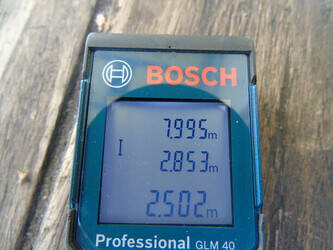 BOSCH
7.995m
I
2.853m
2.502m
Professional GLM 40